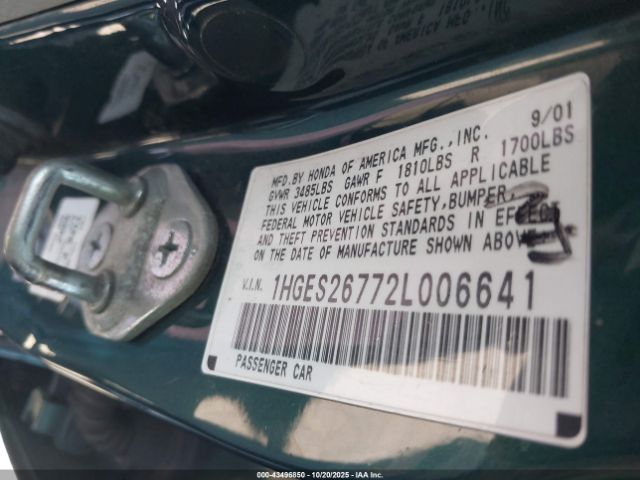 9/01
MFD.BY HONDA OF AMERICA MFG.,INC.
GVWR 3485LBS GAWR F 1810LBS R 1700LBS
THIS VEHICLE CONFORMS TO ALL APPLICABLE
FEDERAL MOTOR VEHICLE SAFETY,BUMPER,
AND THEFT PREVENTION STANDARDS IN EFFECT
ON THE DATE OF MANUFACTURE SHOWN ABOVE.
V.I.N. 1HGES26772L006641
PASSENGER CAR
000-43496850 - 10/20/2025 - IAAI.COM